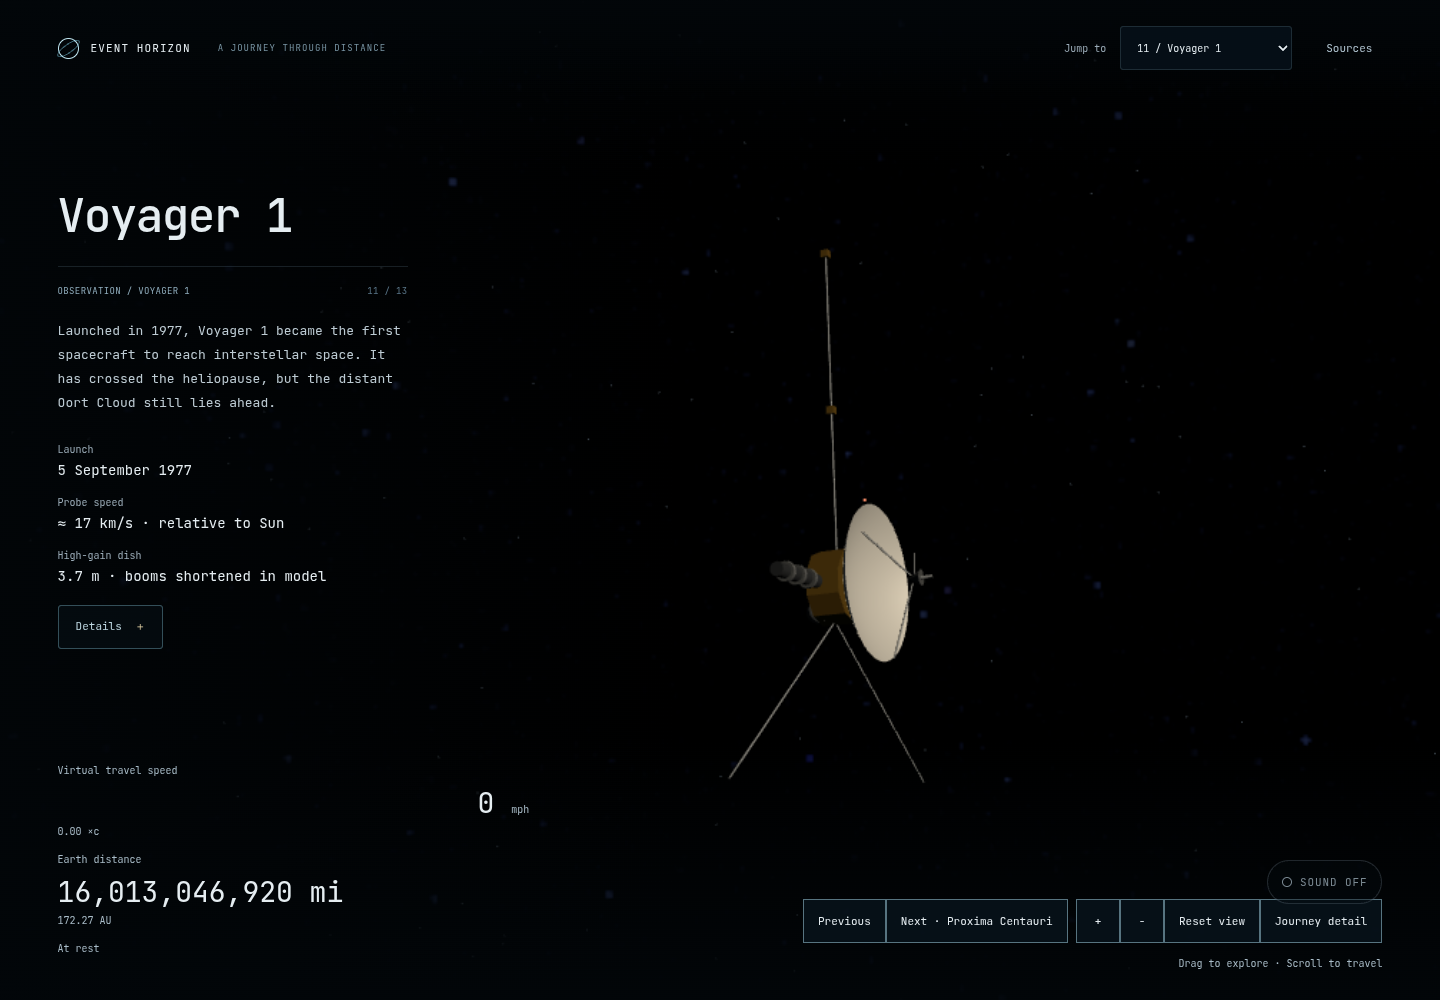 EVENT HORIZON
A JOURNEY THROUGH DISTANCE
Jump to
11 / Voyager 1
Sources
Voyager 1
OBSERVATION / VOYAGER 1
11 / 13
Launched in 1977, Voyager 1 became the first
spacecraft to reach interstellar space. It
has crossed the heliopause, but the distant
Oort Cloud still lies ahead.
Launch
5 September 1977
Probe speed
≈ 17 km/s · relative to Sun
High-gain dish
3.7 m · booms shortened in model
Details +
Virtual travel speed
0 mph
0.00 ×c
Earth distance
16,013,046,920 mi
172.27 AU
At rest
SOUND OFF
Previous
Next · Proxima Centauri
+
-
Reset view
Journey detail
Drag to explore · Scroll to travel